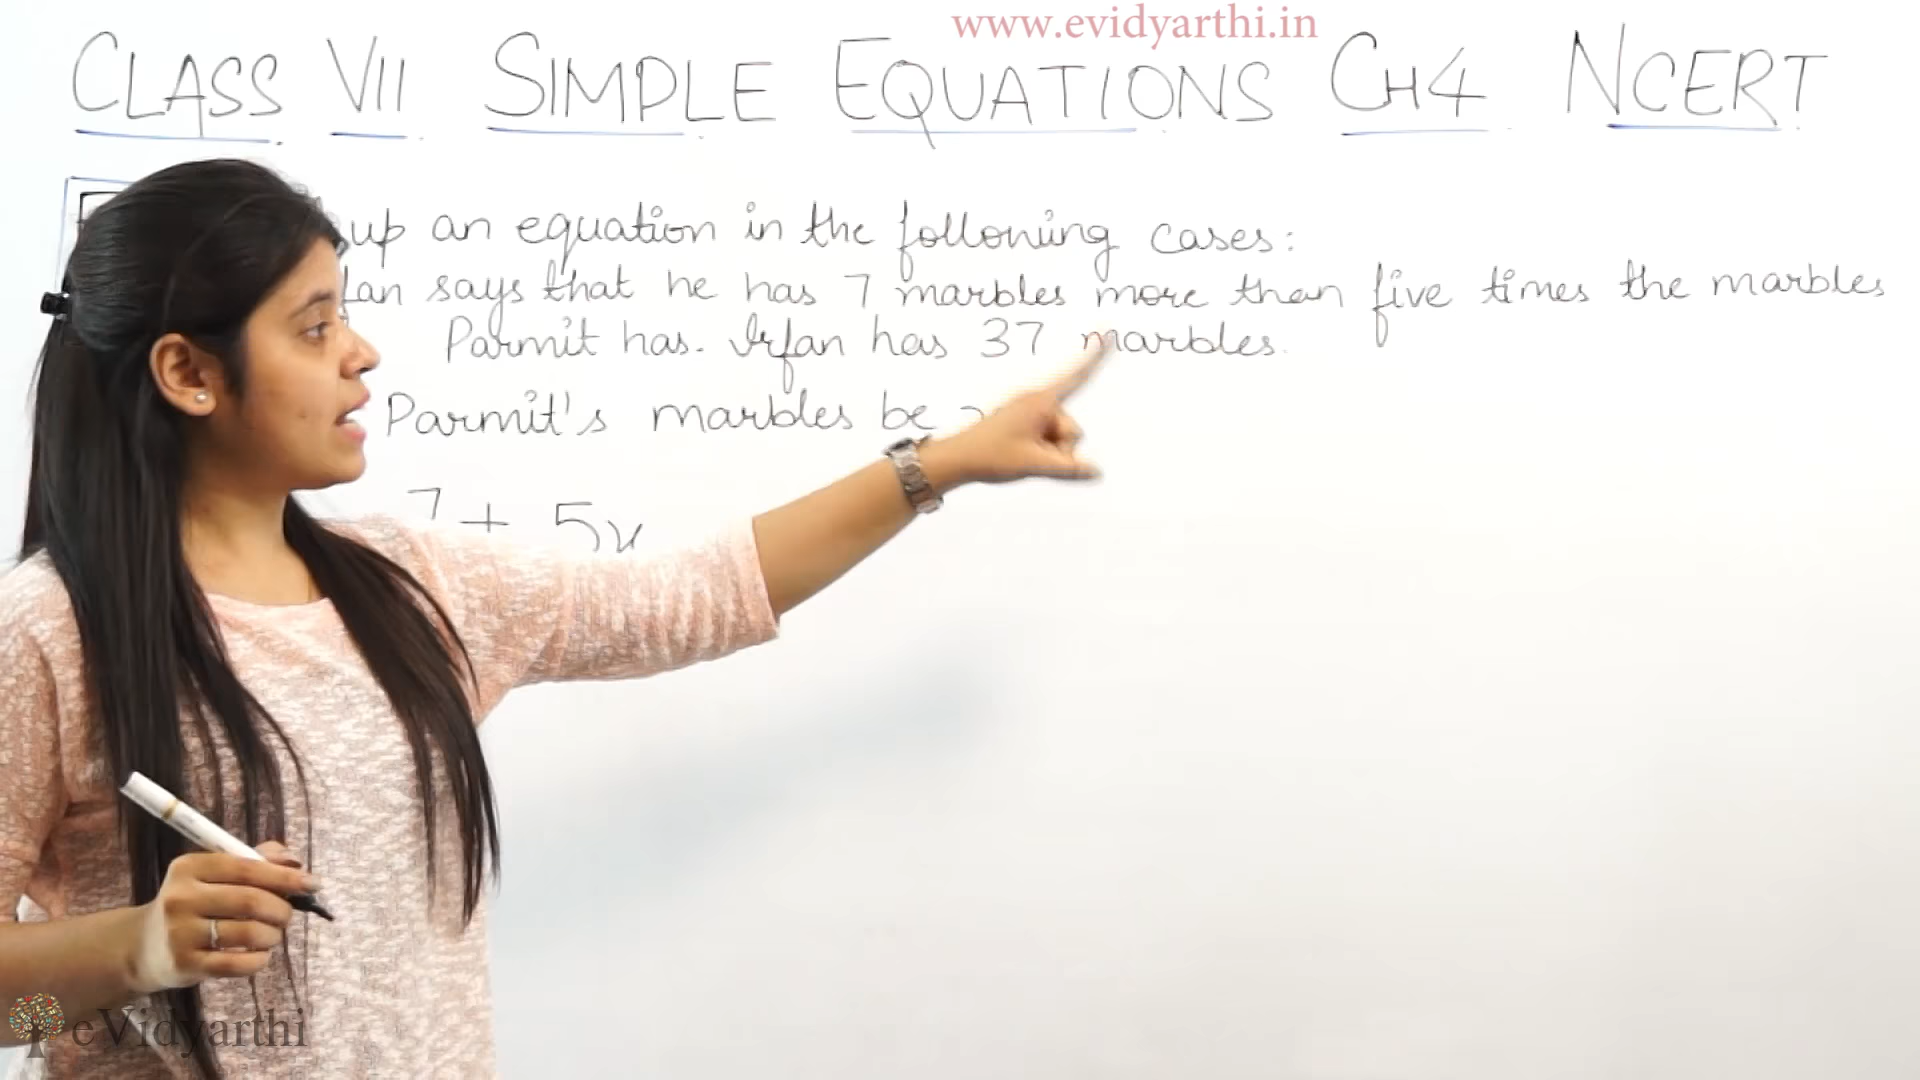 www.evidyarthi.in
CLASS VII SIMPLE EQUATIONS CH4 NCERT
up an equation in the following cases:
says that he has 7 marbles more than five times the marbles
Parmit has. Irfan has 37 marbles.
Parmit's marbles be
7 + 5x
eVidyarthi